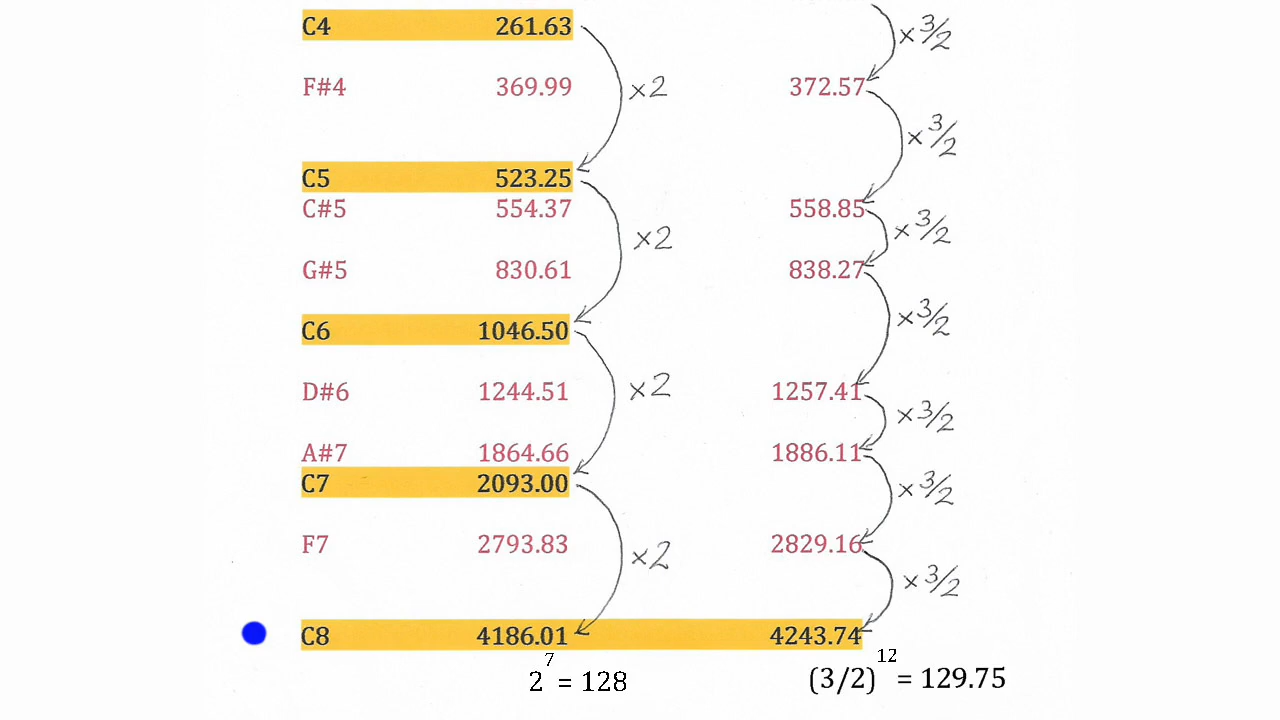 C4 261.63
×3/2
F#4 369.99 ×2 372.57
×3/2
C5 523.25
C#5 554.37 558.85
×2 ×3/2
G#5 830.61 838.27
×3/2
C6 1046.50
D#6 1244.51 ×2 1257.41
×3/2
A#7 1864.66 1886.11
C7 2093.00 ×3/2
F7 2793.83 ×2 2829.16
×3/2
C8 4186.01 4243.74
2^7 = 128 (3/2)^12 = 129.75